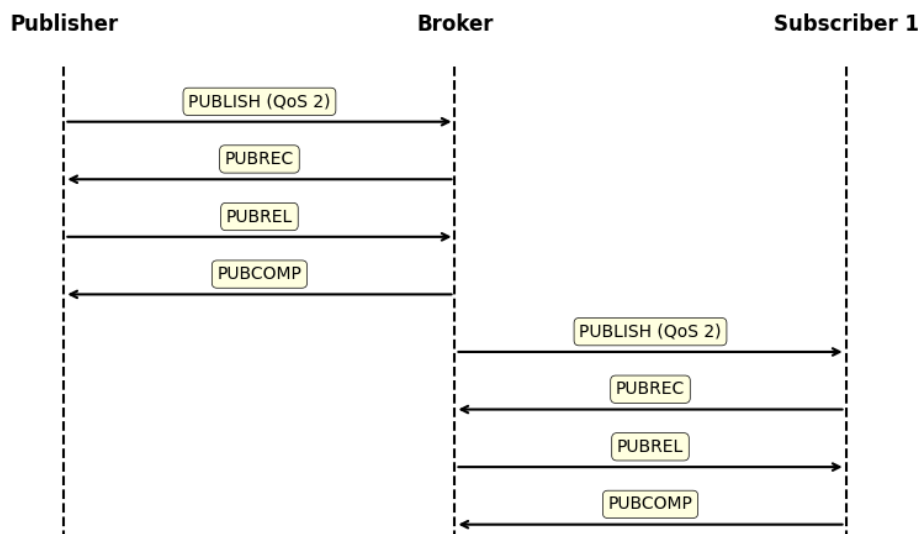 Publisher Broker Subscriber 1
PUBLISH (QoS 2)
PUBREC
PUBREL
PUBCOMP
PUBLISH (QoS 2)
PUBREC
PUBREL
PUBCOMP